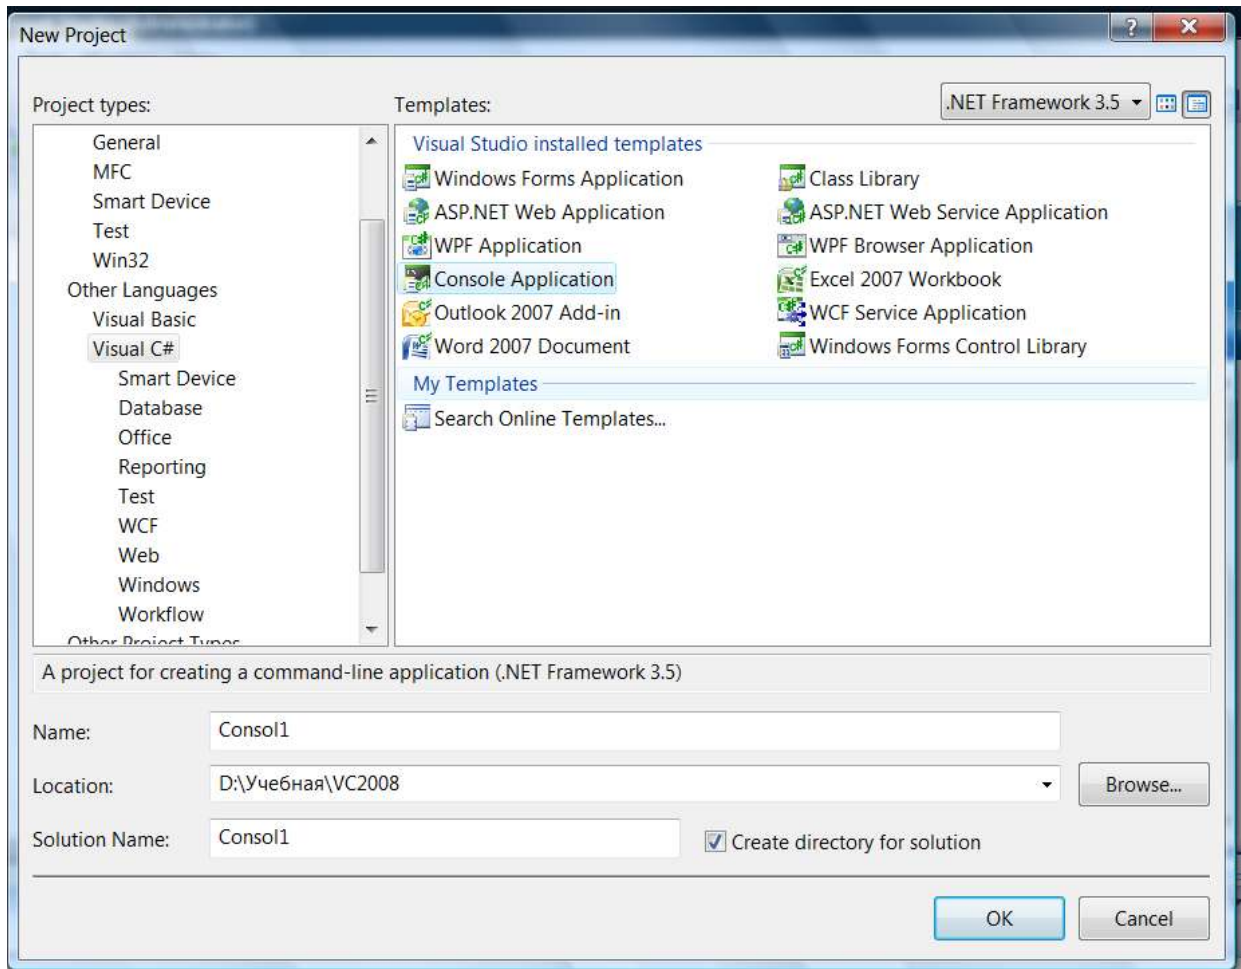 New Project
Project types:
Templates:
.NET Framework 3.5
General
MFC
Smart Device
Test
Win32
Other Languages
Visual Basic
Visual C#
Smart Device
Database
Office
Reporting
Test
WCF
Web
Windows
Workflow
Other Project Types
Visual Studio installed templates
Windows Forms Application
Class Library
ASP.NET Web Application
ASP.NET Web Service Application
WPF Application
WPF Browser Application
Console Application
Excel 2007 Workbook
Outlook 2007 Add-in
WCF Service Application
Word 2007 Document
Windows Forms Control Library
My Templates
Search Online Templates...
A project for creating a command-line application (.NET Framework 3.5)
Name:
Consol1
Location:
D:\Учебная\VC2008
Browse...
Solution Name:
Consol1
Create directory for solution
OK
Cancel